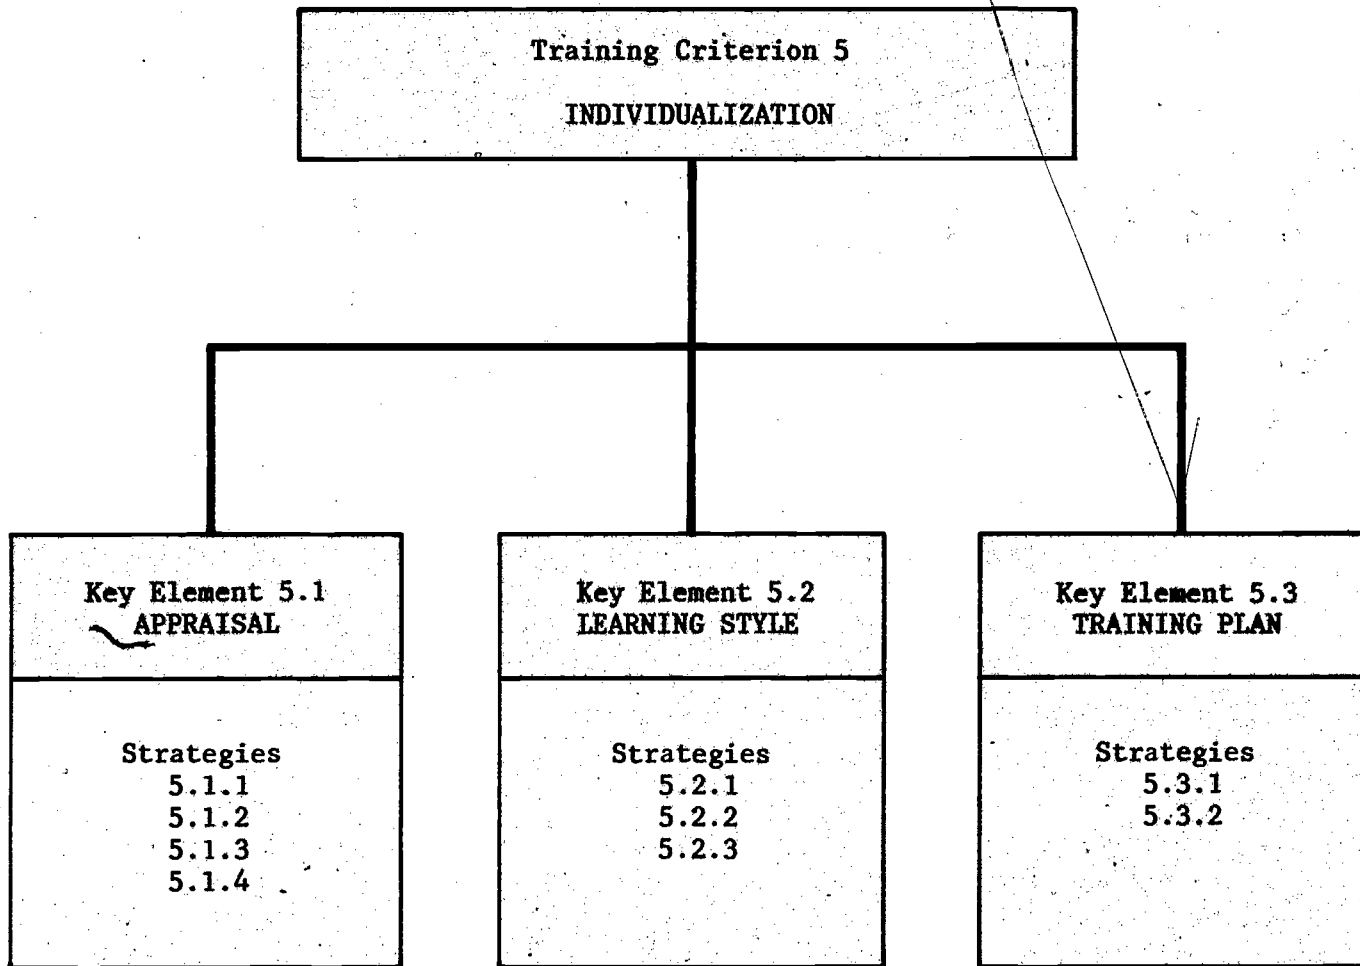 Training Criterion 5
INDIVIDUALIZATION
Key Element 5.1
APPRAISAL
Strategies
5.1.1
5.1.2
5.1.3
5.1.4
Key Element 5.2
LEARNING STYLE
Strategies
5.2.1
5.2.2
5.2.3
Key Element 5.3
TRAINING PLAN
Strategies
5.3.1
5.3.2